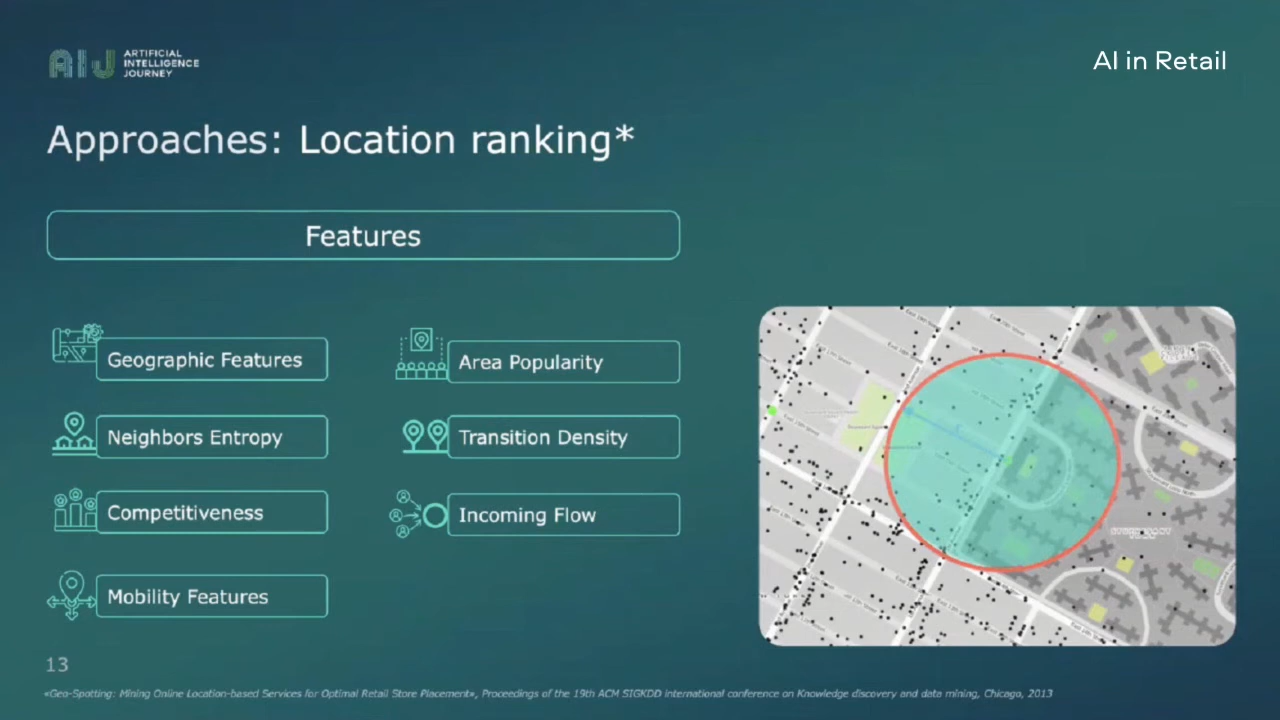 ARTIFICIAL
INTELLIGENCE
JOURNEY
AI in Retail
Approaches: Location ranking*
Features
Geographic Features
Area Popularity
Neighbors Entropy
Transition Density
Competitiveness
Incoming Flow
Mobility Features
13
«Geo-Spotting: Mining Online Location-based Services for Optimal Retail Store Placement», Proceedings of the 19th ACM SIGKDD international conference on Knowledge discovery and data mining, Chicago, 2013